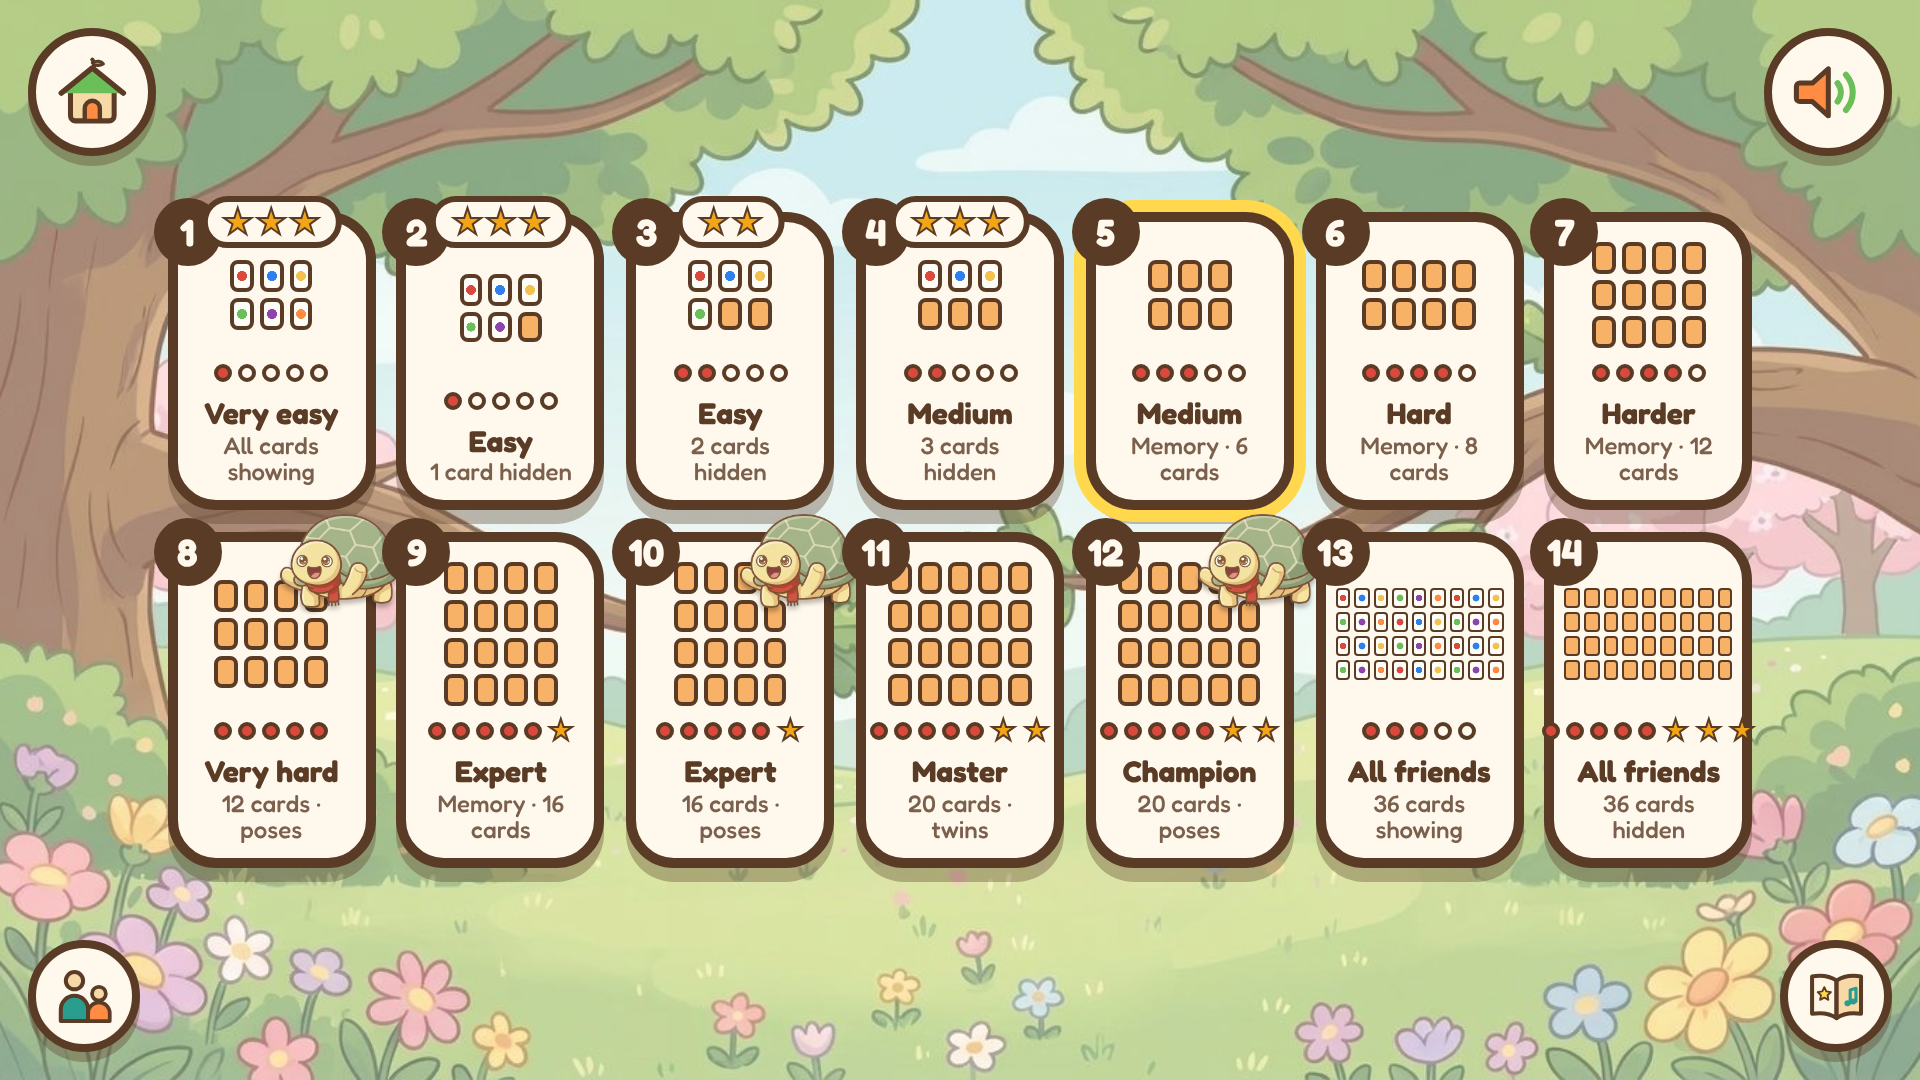 1
Very easy
All cards
showing
2
Easy
1 card hidden
3
Easy
2 cards
hidden
4
Medium
3 cards
hidden
5
Medium
Memory · 6
cards
6
Hard
Memory · 8
cards
7
Harder
Memory · 12
cards
8
Very hard
12 cards ·
poses
9
Expert
Memory · 16
cards
10
Expert
16 cards ·
poses
11
Master
20 cards ·
twins
12
Champion
20 cards ·
poses
13
All friends
36 cards
showing
14
All friends
36 cards
hidden